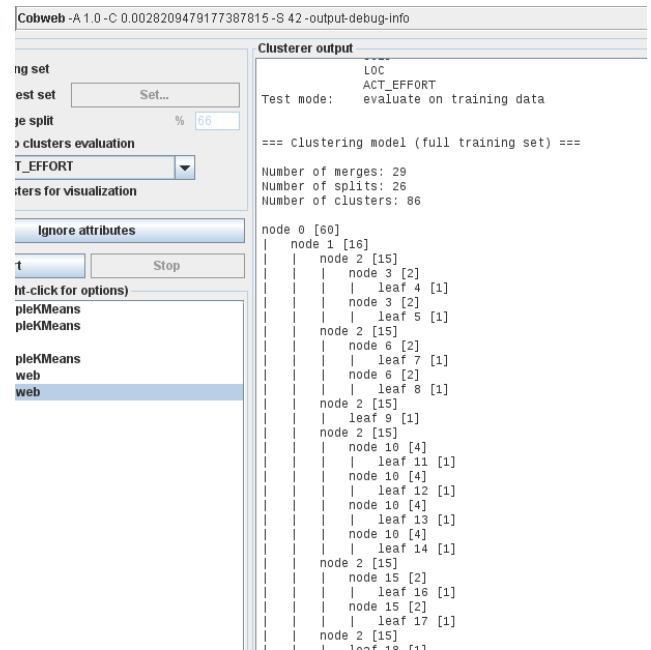 Cobweb -A 1.0 -C 0.0028209479177387815 -S 42 -output-debug-info
ng set
est set
Set...
ge split
%
66
o clusters evaluation
T_EFFORT
sters for visualization
Ignore attributes
rt
Stop
ht-click for options)
pleKMeans
pleKMeans
pleKMeans
web
web
Clusterer output
LOC
ACT_EFFORT
Test mode: evaluate on training data
=== Clustering model (full training set) ===
Number of merges: 29
Number of splits: 26
Number of clusters: 86
node 0 [60]
| node 1 [16]
| | node 2 [15]
| | | node 3 [2]
| | | | leaf 4 [1]
| | | node 3 [2]
| | | | leaf 5 [1]
| | node 2 [15]
| | | node 6 [2]
| | | | leaf 7 [1]
| | | node 6 [2]
| | | | leaf 8 [1]
| | node 2 [15]
| | | leaf 9 [1]
| | node 2 [15]
| | | node 10 [4]
| | | | leaf 11 [1]
| | | node 10 [4]
| | | | leaf 12 [1]
| | | node 10 [4]
| | | | leaf 13 [1]
| | | node 10 [4]
| | | | leaf 14 [1]
| | node 2 [15]
| | | node 15 [2]
| | | | leaf 16 [1]
| | | node 15 [2]
| | | | leaf 17 [1]
| | node 2 [15]
| | | leaf 18 [1]